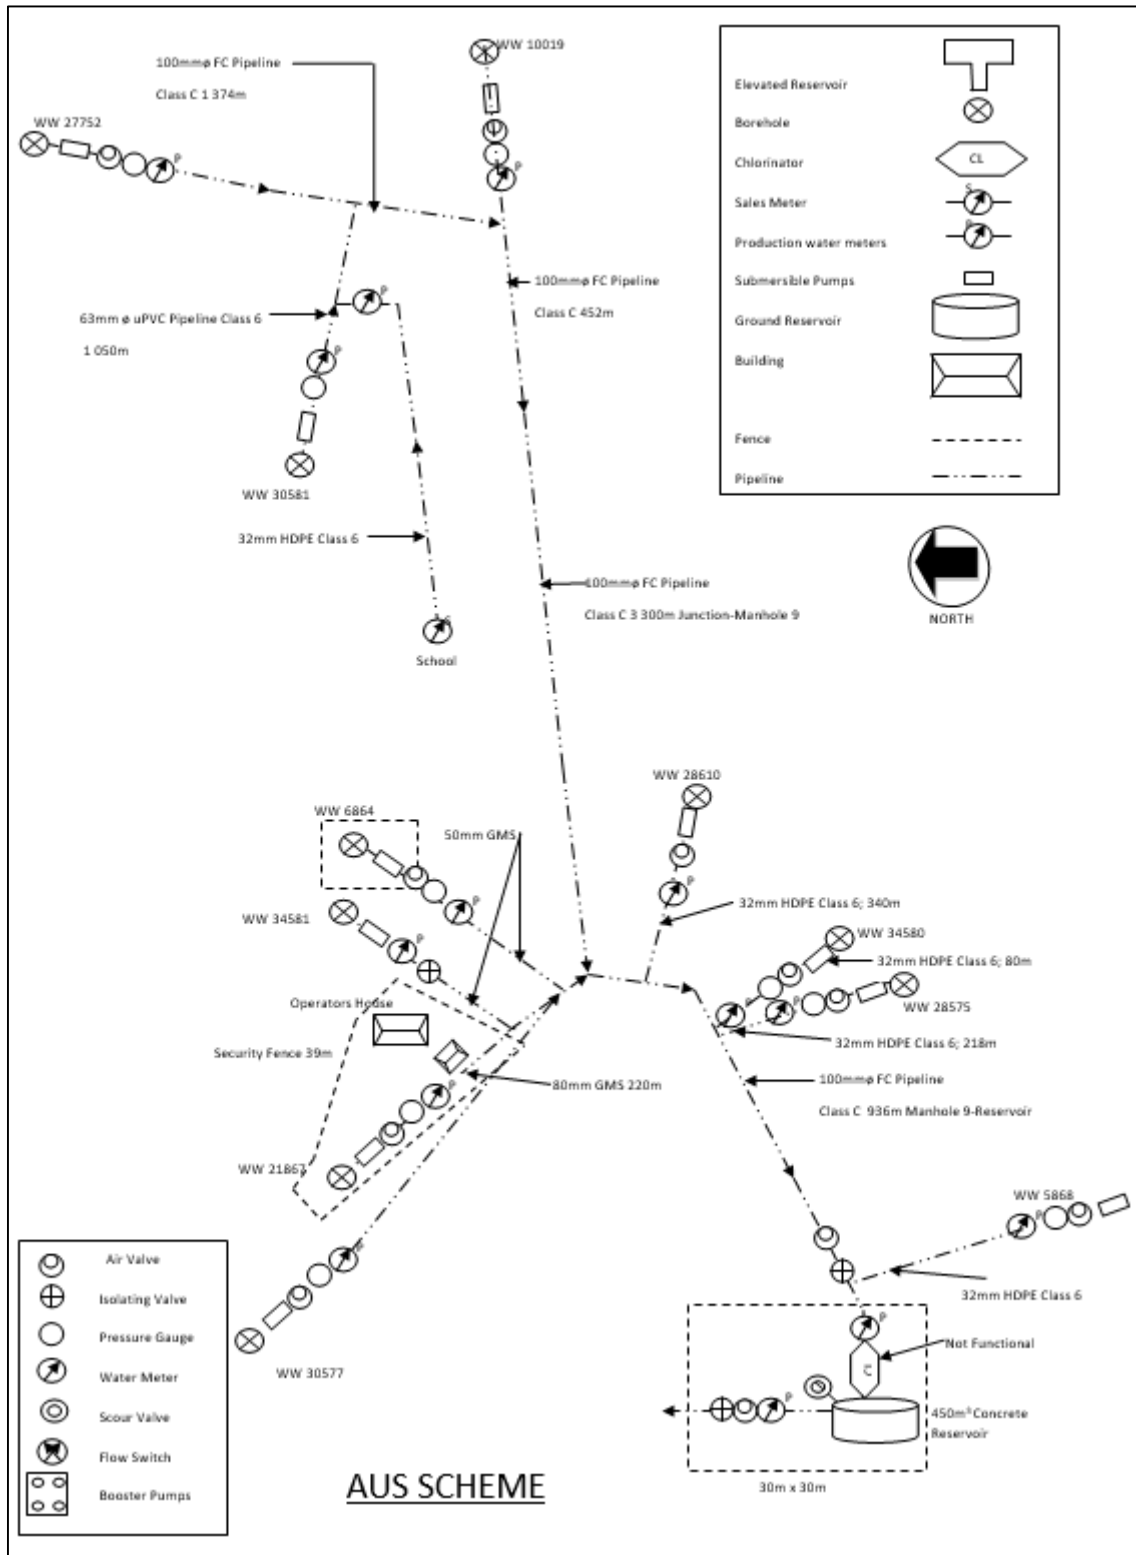 WW 10019
100mmø FC Pipeline
Class C 1 374m
WW 27752
P
P
100mmø FC Pipeline
Class C 452m
P
63mm ø uPVC Pipeline Class 6
1 050m
P
WW 30581
32mm HDPE Class 6
100mmø FC Pipeline
Class C 3 300m Junction-Manhole 9
S
School
Elevated Reservoir
Borehole
Chlorinator
CL
Sales Meter
S
Production water meters
P
Submersible Pumps
Ground Reservoir
Building
Fence
Pipeline
NORTH
WW 28610
WW 6864
50mm GMS
P
P
32mm HDPE Class 6; 340m
WW 34581
P
WW 34580
32mm HDPE Class 6; 80m
WW 28575
Operators House
P
P
32mm HDPE Class 6; 218m
Security Fence 39m
P
80mm GMS 220m
100mmø FC Pipeline
Class C 936m Manhole 9-Reservoir
WW 21867
WW 5868
P
P
32mm HDPE Class 6
WW 30577
P
Not Functional
C
P
450m³ Concrete
Reservoir
30m x 30m
Air Valve
Isolating Valve
Pressure Gauge
Water Meter
Scour Valve
Flow Switch
Booster Pumps
AUS SCHEME